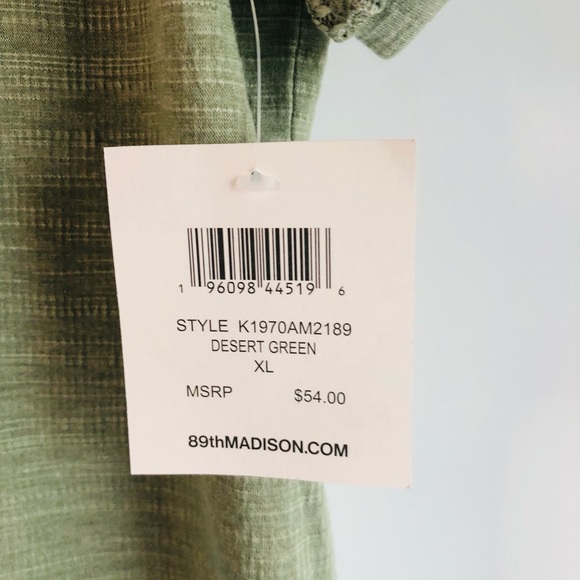 1 96098 44519 6
STYLE K1970AM2189
DESERT GREEN
XL
MSRP $54.00
89thMADISON.COM